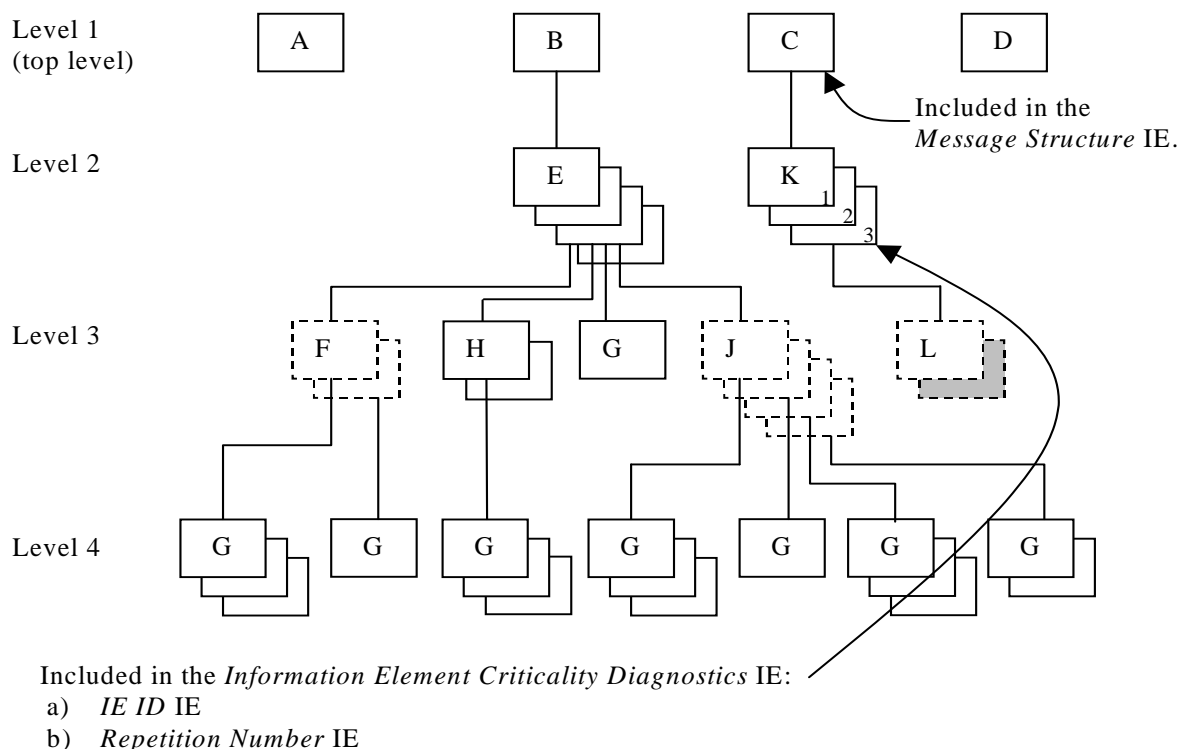 Level 1
(top level)
A
B
C
D
Included in the
Message Structure IE.
Level 2
E
K
1
2
3
Level 3
F
H
G
J
L
Level 4
G
G
G
G
G
G
G
Included in the Information Element Criticality Diagnostics IE:
a) IE ID IE
b) Repetition Number IE